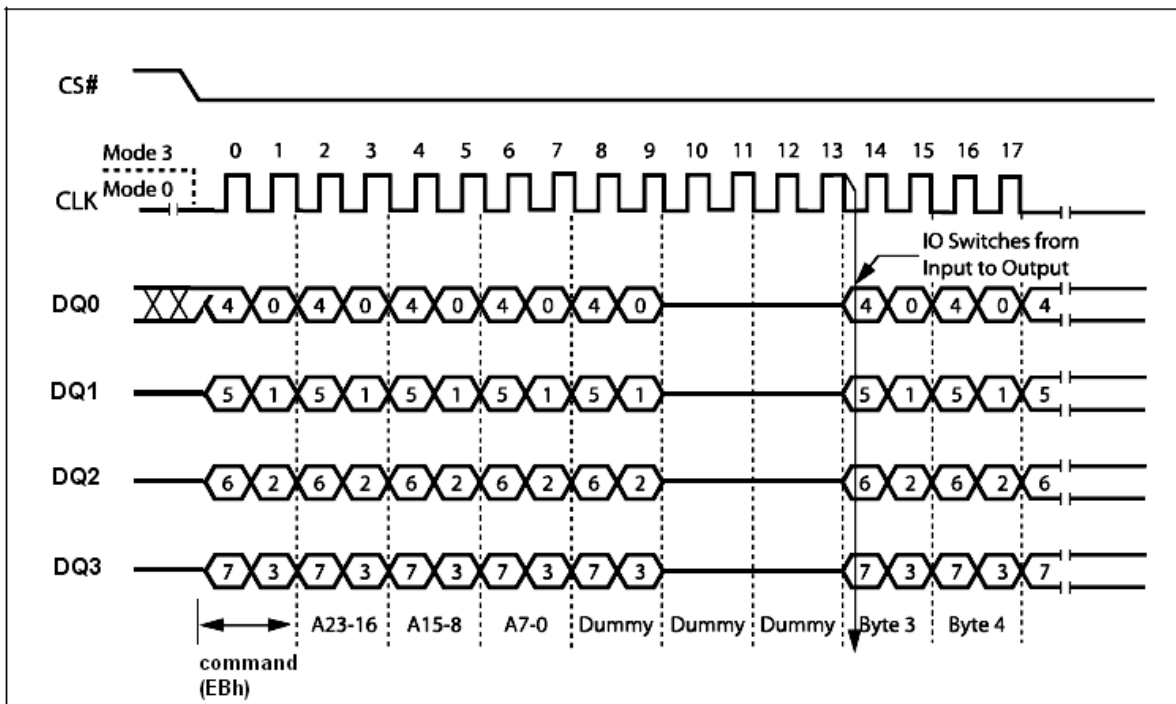 CS#
Mode 3
0 1 2 3 4 5 6 7 8 9 10 11 12 13 14 15 16 17
Mode 0
CLK
IO Switches from
Input to Output
DQ0 4 0 4 0 4 0 4 0 4 0 4 0 4 0 4
DQ1 5 1 5 1 5 1 5 1 5 1 5 1 5 1 5
DQ2 6 2 6 2 6 2 6 2 6 2 6 2 6 2 6
DQ3 7 3 7 3 7 3 7 3 7 3 7 3 7 3 7
A23-16 A15-8 A7-0 Dummy Dummy Dummy Byte 3 Byte 4
command
(EBh)